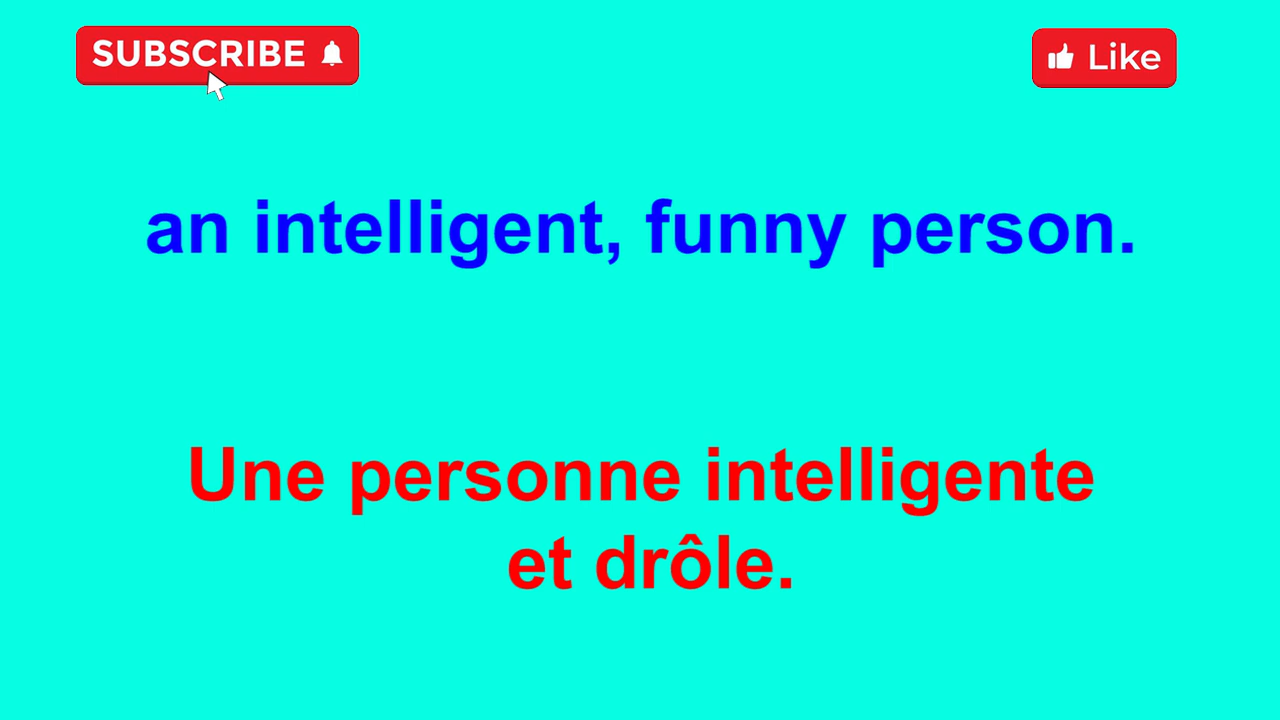 SUBSCRIBE
Like
an intelligent, funny person.
Une personne intelligente
et drôle.